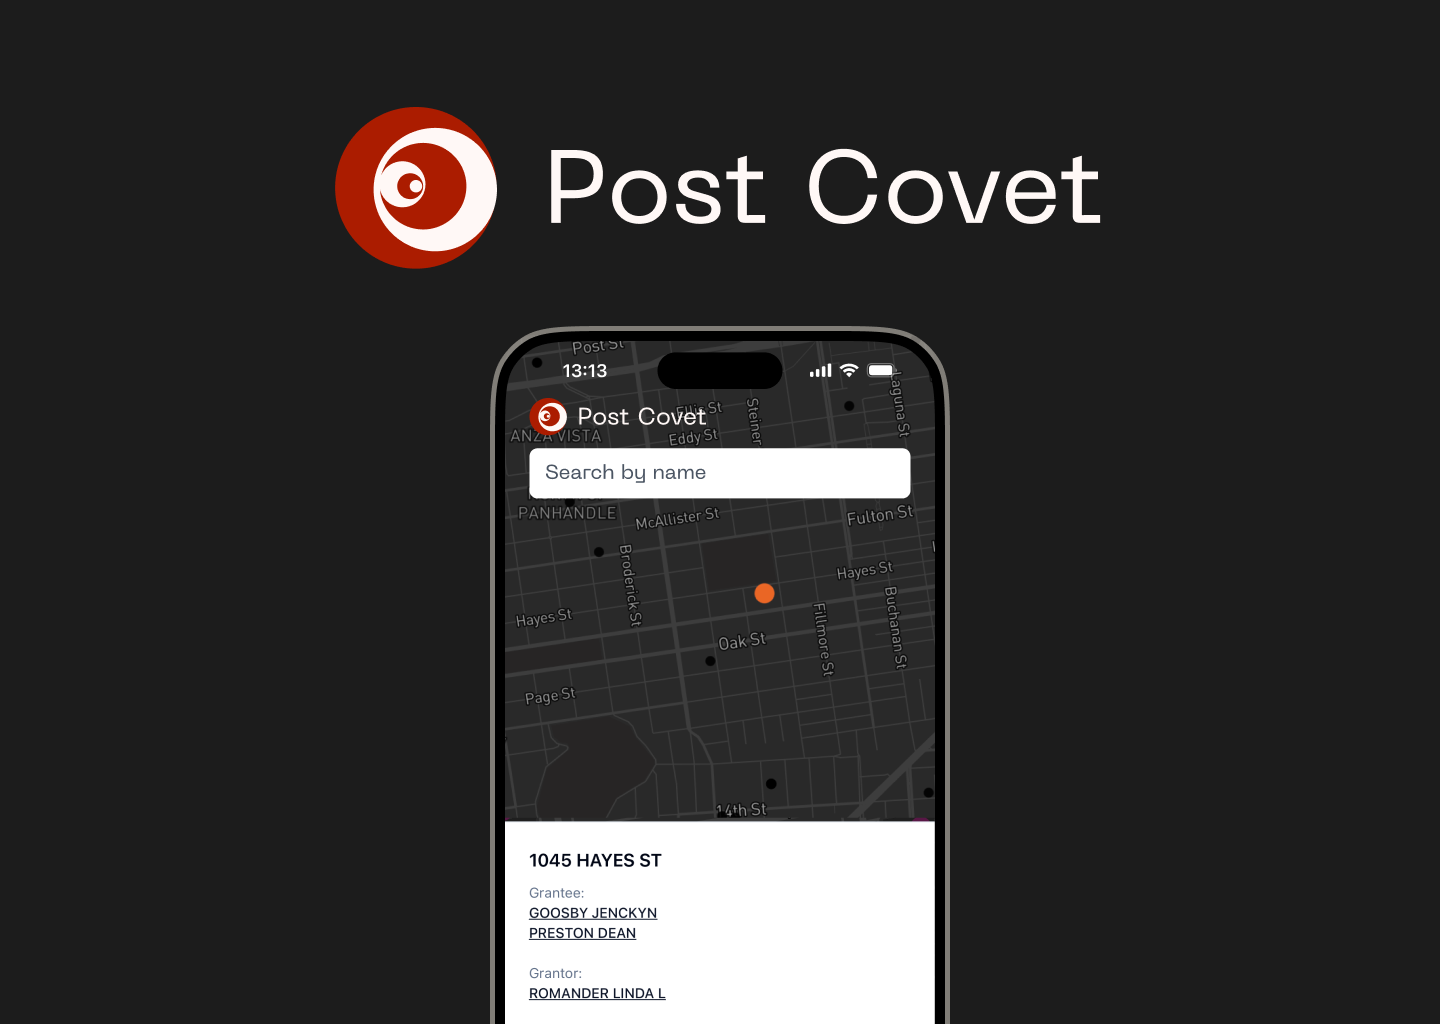 Post Covet
Post St
13:13
Laguna St
Post Covet
Ellis St
Steiner
ANZA VISTA
Eddy St
Search by name
PANHANDLE
McAllister St
Fulton St
Broderick St
Hayes St
Hayes St
Fillmore St
Buchanan St
Oak St
Page St
14th St
1045 HAYES ST
Grantee:
GOOSBY JENCKYN
PRESTON DEAN
Grantor:
ROMANDER LINDA L